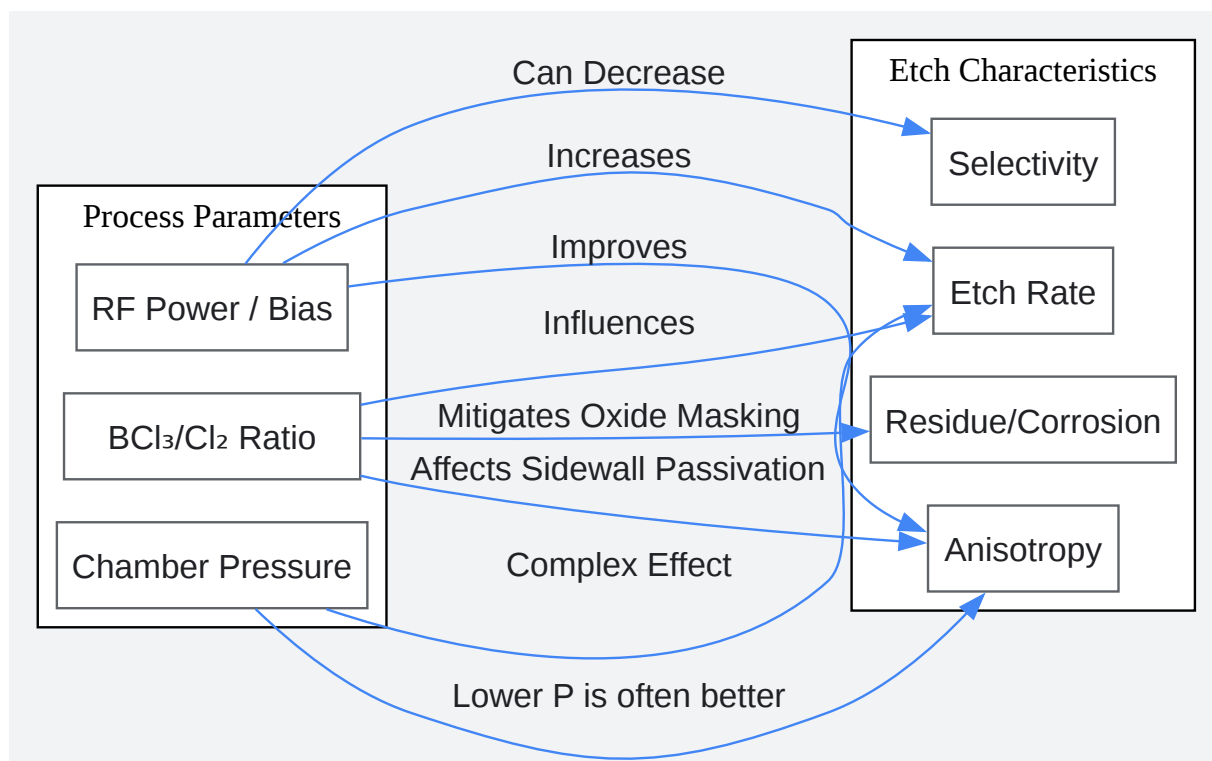 Process Parameters
RF Power / Bias
BCl₃/Cl₂ Ratio
Chamber Pressure
Can Decrease
Increases
Improves
Influences
Mitigates Oxide Masking
Affects Sidewall Passivation
Complex Effect
Lower P is often better
Etch Characteristics
Selectivity
Etch Rate
Residue/Corrosion
Anisotropy